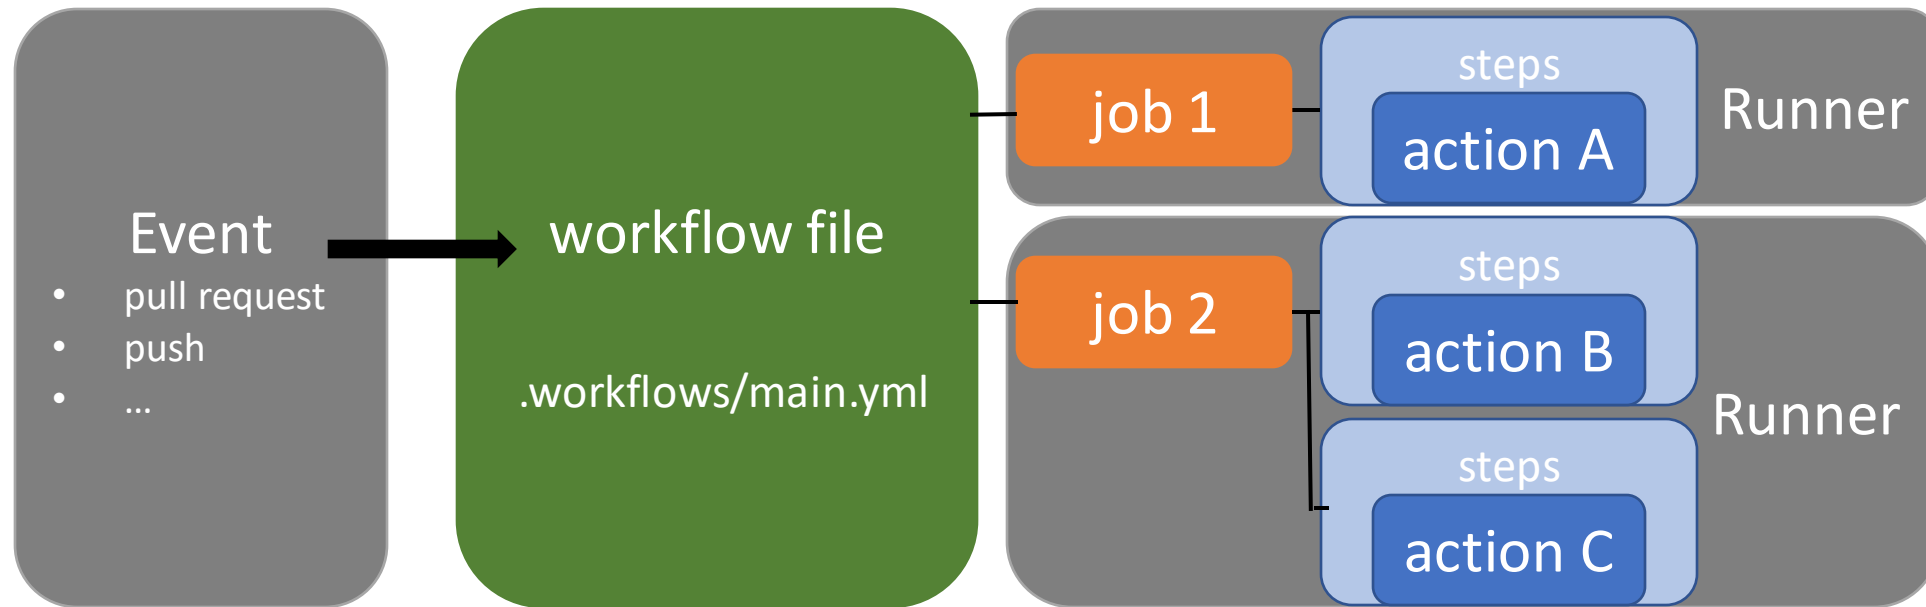 Event
• pull request
• push
• ...
workflow file
.workflows/main.yml
job 1
steps
action A
Runner
job 2
steps
action B
steps
action C
Runner